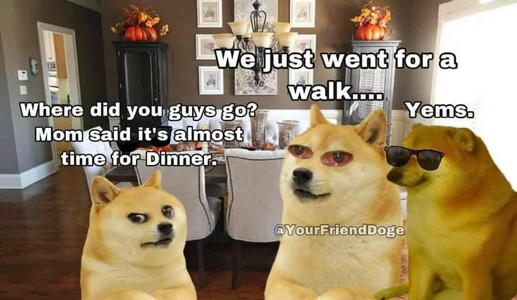 We just went for a
walk....
Yems.
Where did you guys go?
Mom said it's almost
time for Dinner.
@YourFriendDoge